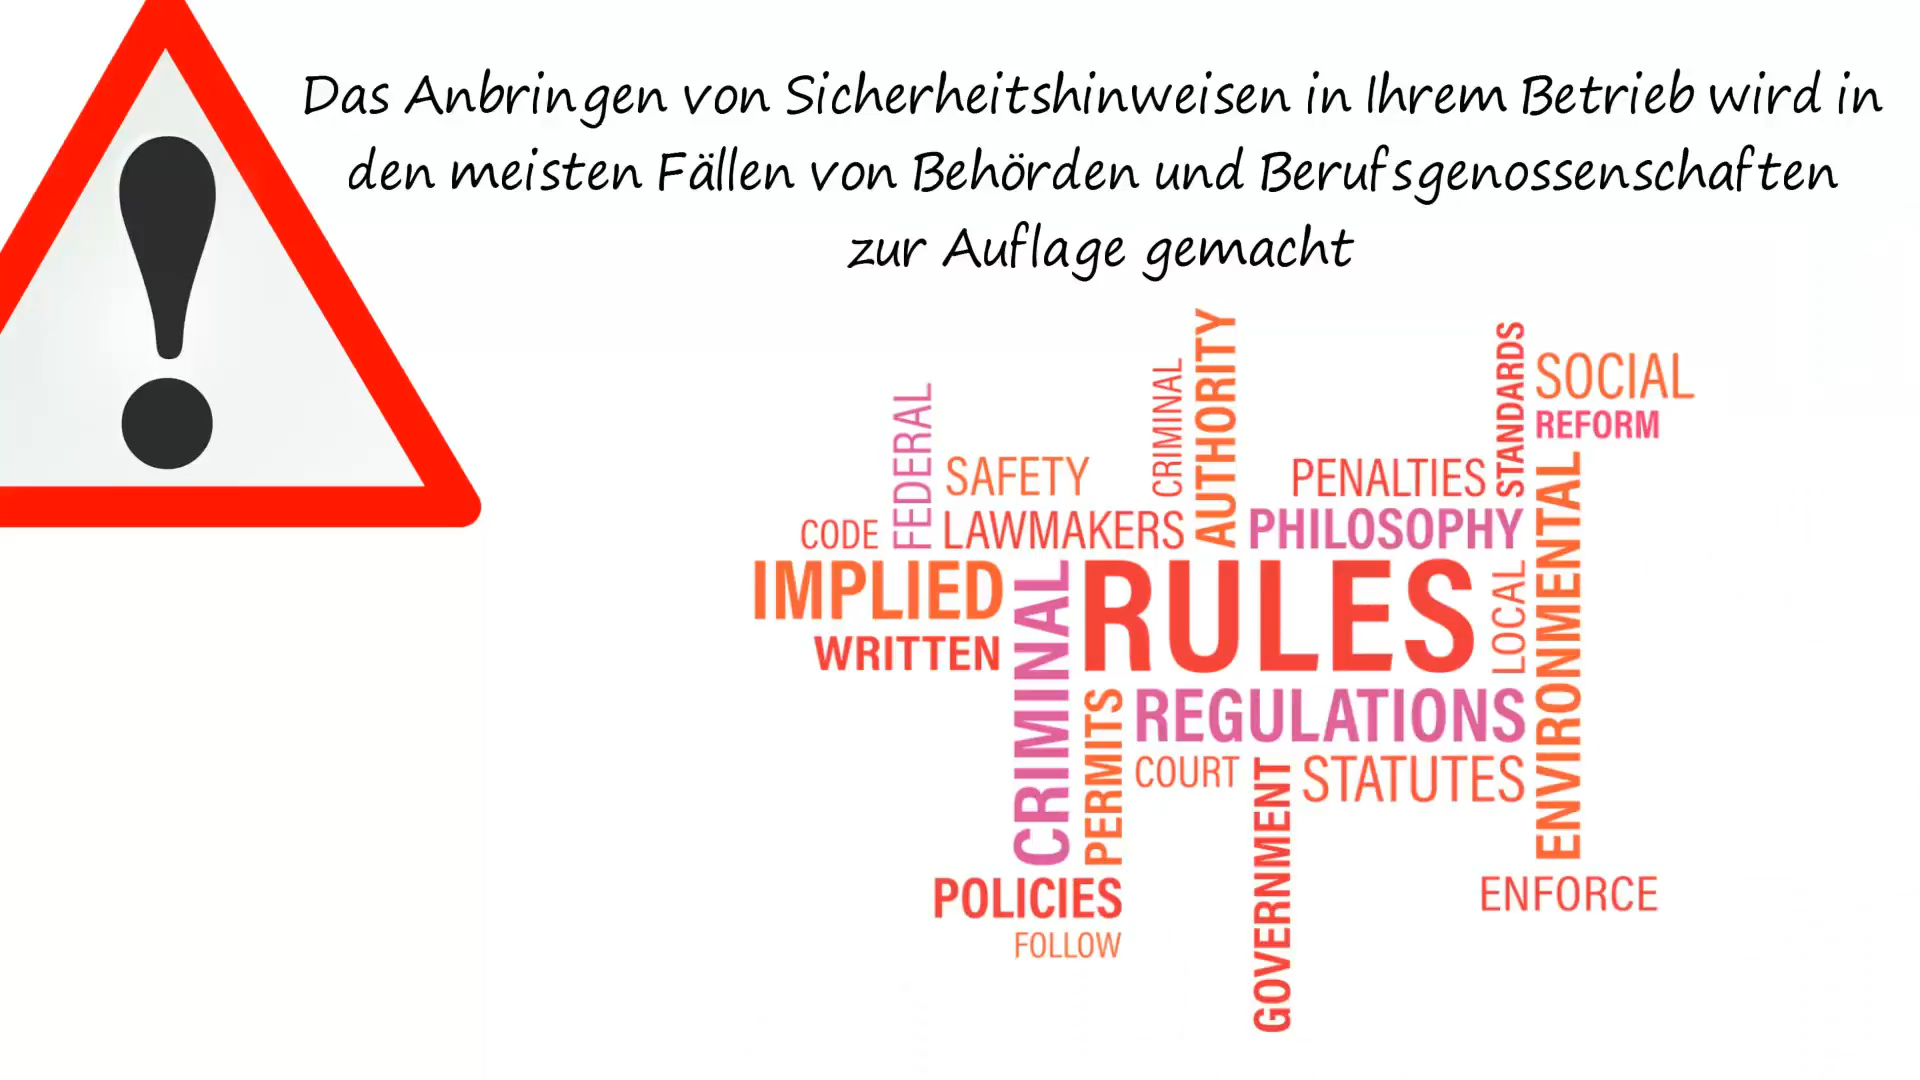 Das Anbringen von Sicherheitshinweisen in Ihrem Betrieb wird in
den meisten Fällen von Behörden und Berufsgenossenschaften
zur Auflage gemacht
FEDERAL
CRIMINAL
AUTHORITY
STANDARDS
SOCIAL
REFORM
SAFETY
PENALTIES
CODE
LAWMAKERS
PHILOSOPHY
ENVIRONMENTAL
IMPLIED
CRIMINAL
RULES
LOCAL
WRITTEN
PERMITS
REGULATIONS
COURT
GOVERNMENT
STATUTES
POLICIES
ENFORCE
FOLLOW